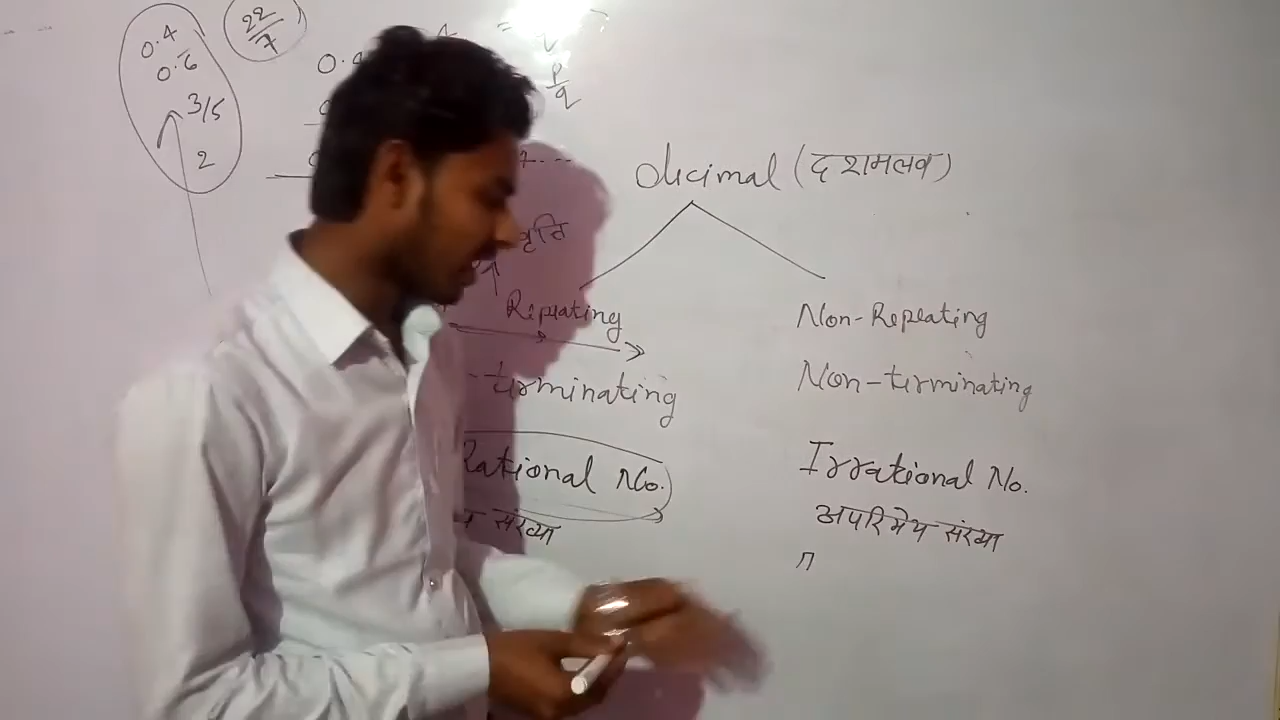 0.4
0.6̅
3/5
2
22/7
0.4
p/q
7....
decimal (दशमलव)
Repeating
-terminating
Rational No.
संख्या
Non-Repeating
Non-terminating
Irrational No.
अपरिमेय संख्या
π